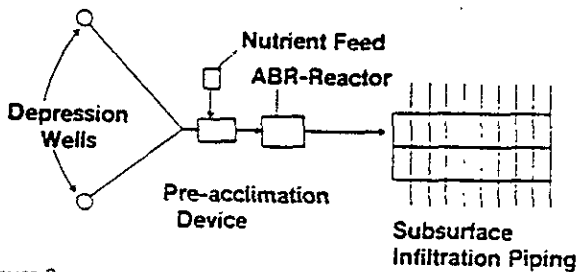 Nutrient Feed
ABR-Reactor
Depression
Wells
Pre-acclimation
Device
Subsurface
Infiltration Piping